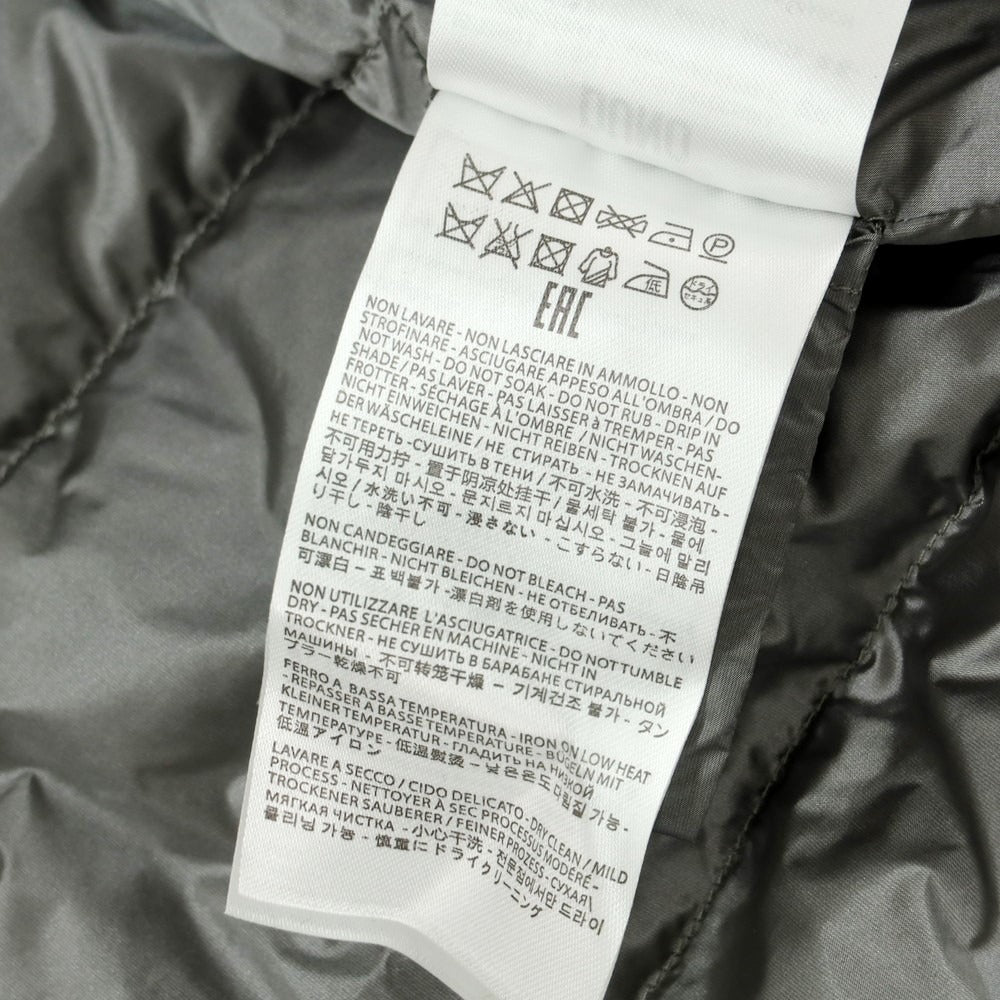 P
低
ドライ
セキュ系
EAC
NON LAVARE - NON LASCIARE IN AMMOLLO - NON
STROFINARE - ASCIUGARE APPESO ALL'OMBRA / DO
NOT WASH - DO NOT SOAK - DO NOT RUB - DRIP IN
SHADE / PAS LAVER - PAS LAISSER à TREMPER - PAS
FROTTER - SÉCHAGE À L'OMBRE / NICHT WASCHEN-
NICHT EINWEICHEN - NICHT REIBEN - TROCKNEN AUF
DER WÄSCHELEINE / НЕ СТИРАТЬ - НЕ ЗАМАЧИВАТЬ-
НЕ ТЕРЕТЬ - СУШИТЬ В ТЕНИ / 不可水洗 - 不可浸泡 -
不可用力拧 - 置于阴凉处挂干 / 물세탁 불가 - 물에
담가두지 마시오 - 문지르지 마십시오 - 그늘에 말리
시오 / 水洗い不可 - 浸さない - こすらない - 日陰吊
り干し - 陰干し
NON CANDEGGIARE - DO NOT BLEACH - PAS
BLANCHIR - NICHT BLEICHEN - НЕ ОТБЕЛИВАТЬ - 不
可漂白 - 표백불가 - 漂白剤を使用しないでください
NON UTILIZZARE L'ASCIUGATRICE - DO NOT TUMBLE
DRY - PAS SECHER EN MACHINE - NICHT IN
TROCKNER - НЕ СУШИТЬ В БАРАБАНЕ СТИРАЛЬНОЙ
МАШИНЫ - 不可转笼干燥 - 기계건조 불가 - タン
ブラー乾燥不可
FERRO A BASSA TEMPERATURA - IRON ON LOW HEAT
- REPASSER A BASSE TEMPERATURE - BÜGELN MIT
KLEINER TEMPERATUR - ГЛАДИТЬ НА НИЗКОЙ
ТЕМПЕРАТУРЕ - 低温熨烫 - 낮은온도 다림질 가능 -
低温アイロン
LAVARE A SECCO / CIDO DELICATO - DRY CLEAN / MILD
PROCESS - NETTOYER À SEC PROCESSUS MODÉRÉ -
TROCKENER SAUBERER / FEINER PROZESS - СУХАЯ\
МЯГКАЯ ЧИСТКА - 小心干洗 - 전문점에서만 드라이
클리닝 가능 - 慎重にドライクリーニング